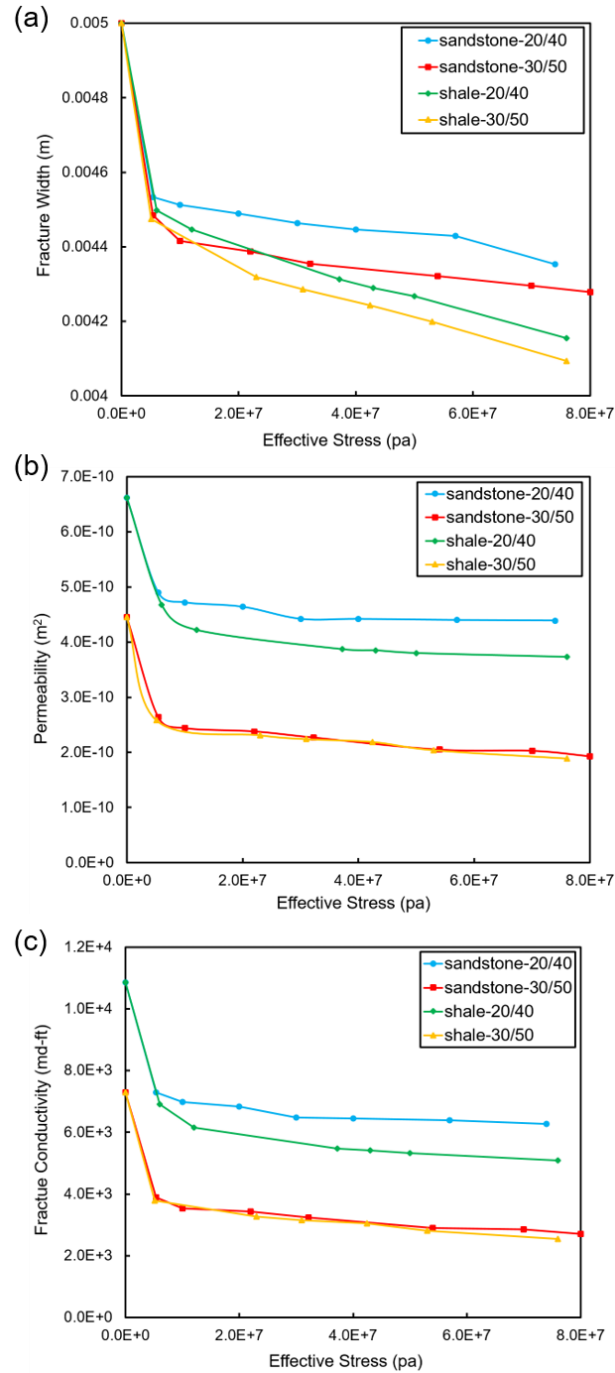 (a)
0.005
0.0048
0.0046
0.0044
0.0042
0.004
Fracture Width (m)
sandstone-20/40
sandstone-30/50
shale-20/40
shale-30/50
0.0E+0 2.0E+7 4.0E+7 6.0E+7 8.0E+7
Effective Stress (pa)
(b)
7.0E-10
6.0E-10
5.0E-10
4.0E-10
3.0E-10
2.0E-10
1.0E-10
0.0E+0
Permeability (m²)
sandstone-20/40
sandstone-30/50
shale-20/40
shale-30/50
0.0E+0 2.0E+7 4.0E+7 6.0E+7 8.0E+7
Effective Stress (pa)
(c)
1.2E+4
1.0E+4
8.0E+3
6.0E+3
4.0E+3
2.0E+3
0.0E+0
Fractue Conductivity (md-ft)
sandstone-20/40
sandstone-30/50
shale-20/40
shale-30/50
0.0E+0 2.0E+7 4.0E+7 6.0E+7 8.0E+7
Effective Stress (pa)